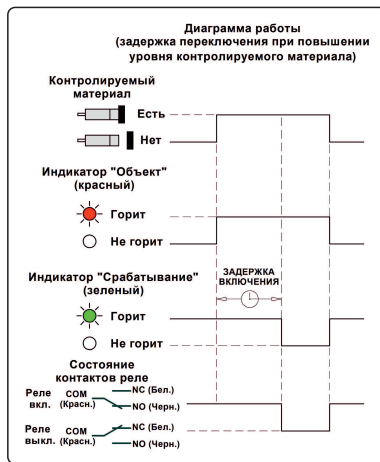 Диаграмма работы
(задержка переключения при повышении
уровня контролируемого материала)
Контролируемый
материал
Есть
Нет
Индикатор "Объект"
(красный)
Горит
Не горит
Индикатор "Срабатывание"
(зеленый)
ЗАДЕРЖКА
ВКЛЮЧЕНИЯ
Горит
Не горит
Состояние
контактов реле
Реле вкл.
COM (Красн.)
NC (Бел.)
NO (Черн.)
Реле выкл.
COM (Красн.)
NC (Бел.)
NO (Черн.)